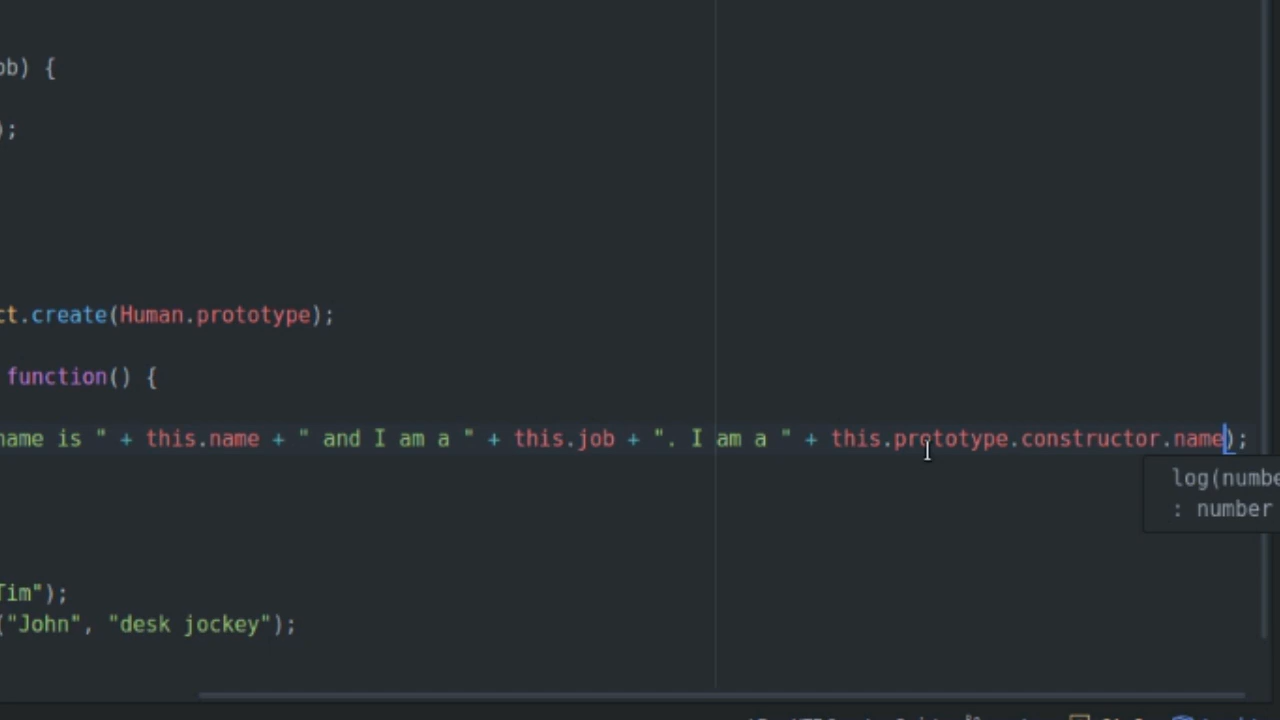 ob) {
);
ct.create(Human.prototype);
function() {
name is " + this.name + " and I am a " + this.job + ". I am a " + this.prototype.constructor.name);
log(numbe
: number
Tim");
("John", "desk jockey");